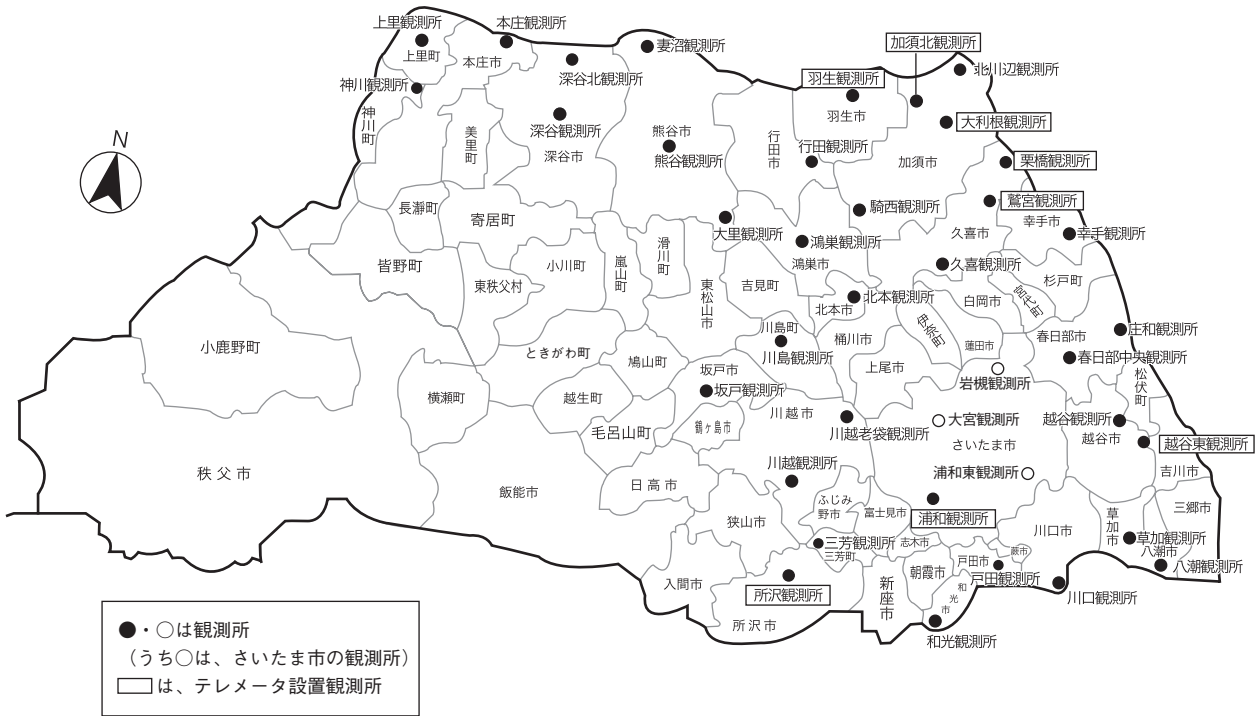 上里観測所
本庄観測所
妻沼観測所
加須北観測所
北川辺観測所
上里町
本庄市
深谷北観測所
羽生観測所
神川観測所
羽生市
大利根観測所
神川町
美里町
深谷観測所
深谷市
熊谷市
熊谷観測所
行田市
行田観測所
加須市
栗橋観測所
N
長瀞町
寄居町
大里観測所
騎西観測所
鷲宮観測所
幸手市
幸手観測所
久喜市
皆野町
東秩父村
小川町
嵐山町
滑川町
東松山市
吉見町
鴻巣観測所
鴻巣市
久喜観測所
杉戸町
宮代町
白岡市
北本市
北本観測所
伊奈町
小鹿野町
ときがわ町
鳩山町
川島町
川島観測所
桶川市
蓮田市
春日部市
庄和観測所
春日部中央観測所
横瀬町
越生町
坂戸市
坂戸観測所
上尾市
岩槻観測所
松伏町
毛呂山町
鶴ヶ島市
川越市
川越老袋観測所
大宮観測所
さいたま市
越谷観測所
越谷市
越谷東観測所
秩父市
飯能市
日高市
川越観測所
浦和東観測所
吉川市
狭山市
ふじみ
野市
富士見市
浦和観測所
川口市
草加市
三郷市
三芳観測所
三芳町
志木市
草加観測所
八潮市
八潮観測所
入間市
所沢観測所
所沢市
新座市
朝霞市
和光市
戸田市
蕨市
戸田観測所
川口観測所
和光観測所
●・○は観測所
（うち○は、さいたま市の観測所）
は、テレメータ設置観測所